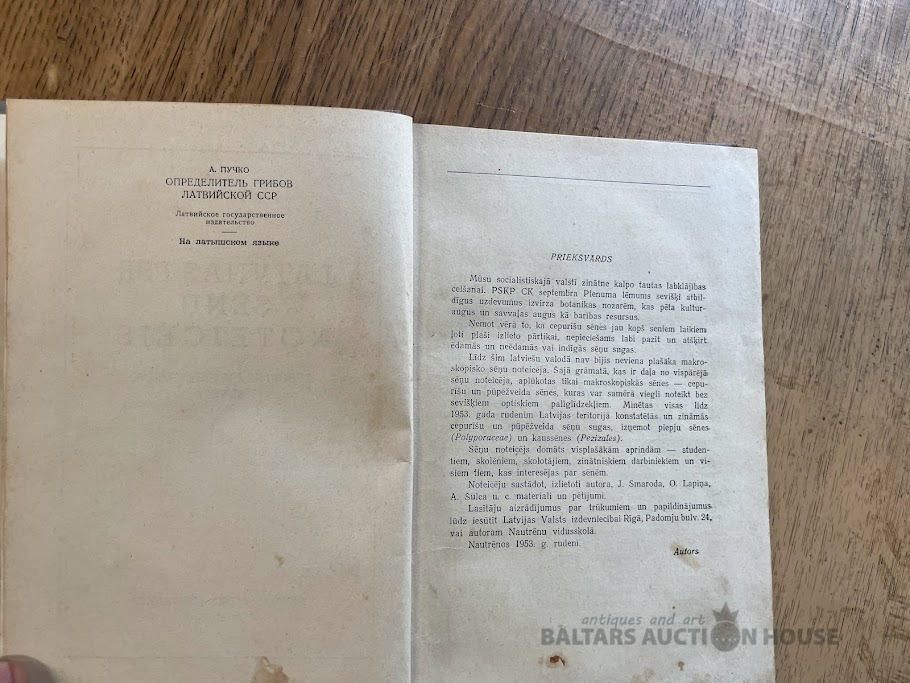 А. ПУЧКО
ОПРЕДЕЛИТЕЛЬ ГРИБОВ
ЛАТВИЙСКОЙ ССР
Латвийское государственное
издательство
На латышском языке
PRIEKŠVĀRDS
Mūsu sociālistiskajā valstī zinātne kalpo tautas labklājības
celšanai. PSKP CK septembra Plenuma lēmums sevišķi atbil-
dīgus uzdevumus izvirza botanikas nozarēm, kas pēta kultūr-
augus un savvaļas augus kā barības resursus.
Ņemot vērā to, ka cepurīšu sēnes jau kopš seniem laikiem
ļoti plaši izlieto pārtikai, nepieciešams labi pazīt un atšķirt
ēdamās un neēdamās vai indīgās sēņu sugas.
Līdz šim latviešu valodā nav bijis neviena plašāka makro-
skopisko sēņu noteicēja. Šajā grāmatā, kas ir daļa no vispārējā
sēņu noteicēja, aplūkotas tikai makroskopiskās sēnes — cepu-
rīšu un pūpēžveida sēnes, kuras var samērā viegli noteikt bez
sevišķiem optiskiem palīglīdzekļiem. Minētas visas līdz
1953. gada rudenim Latvijas teritorijā konstatētās un zināmās
cepurīšu un pūpēžveida sēņu sugas, izņemot piepju sēnes
(Polyporaceae) un kaussēnes (Pezizales).
Sēņu noteicējs domāts visplašākām aprindām — studen-
tiem, skolēniem, skolotājiem, zinātniskiem darbiniekiem un vi-
siem tiem, kas interesējas par sēnēm.
Noteicēju sastādot, izlietoti autora, J. Smaroda, O. Lapiņa,
A. Šulca u. c. materiali un pētījumi.
Lasītāju aizrādījumus par trūkumiem un papildinājumus
lūdz iesūtīt Latvijas Valsts izdevniecībai Rīgā, Padomju bulv. 24,
vai autoram Nautrēnu vidusskolā.
Nautrēnos 1953. g. rudenī.
Autors
antiques and art
BALTARS AUCTION HOUSE